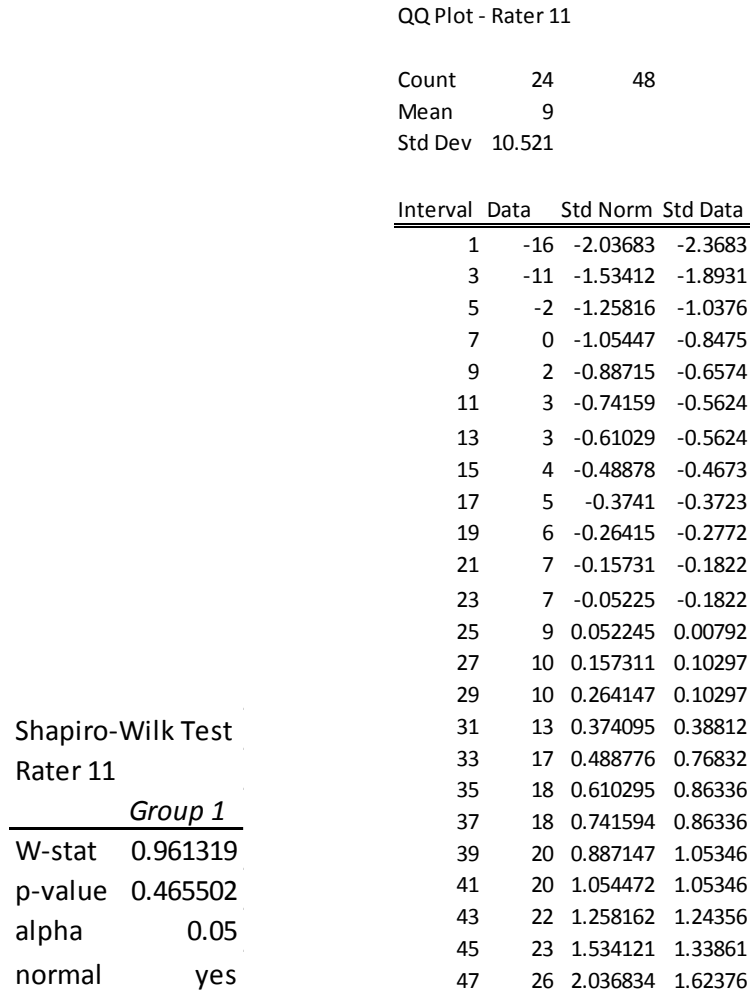 QQ Plot - Rater 11
Count 24 48
Mean 9
Std Dev 10.521
Interval Data Std Norm Std Data
1 -16 -2.03683 -2.3683
3 -11 -1.53412 -1.8931
5 -2 -1.25816 -1.0376
7 0 -1.05447 -0.8475
9 2 -0.88715 -0.6574
11 3 -0.74159 -0.5624
13 3 -0.61029 -0.5624
15 4 -0.48878 -0.4673
17 5 -0.3741 -0.3723
19 6 -0.26415 -0.2772
21 7 -0.15731 -0.1822
23 7 -0.05225 -0.1822
25 9 0.052245 0.00792
27 10 0.157311 0.10297
29 10 0.264147 0.10297
31 13 0.374095 0.38812
33 17 0.488776 0.76832
35 18 0.610295 0.86336
37 18 0.741594 0.86336
39 20 0.887147 1.05346
41 20 1.054472 1.05346
43 22 1.258162 1.24356
45 23 1.534121 1.33861
47 26 2.036834 1.62376
Shapiro-Wilk Test
Rater 11
Group 1
W-stat 0.961319
p-value 0.465502
alpha 0.05
normal yes